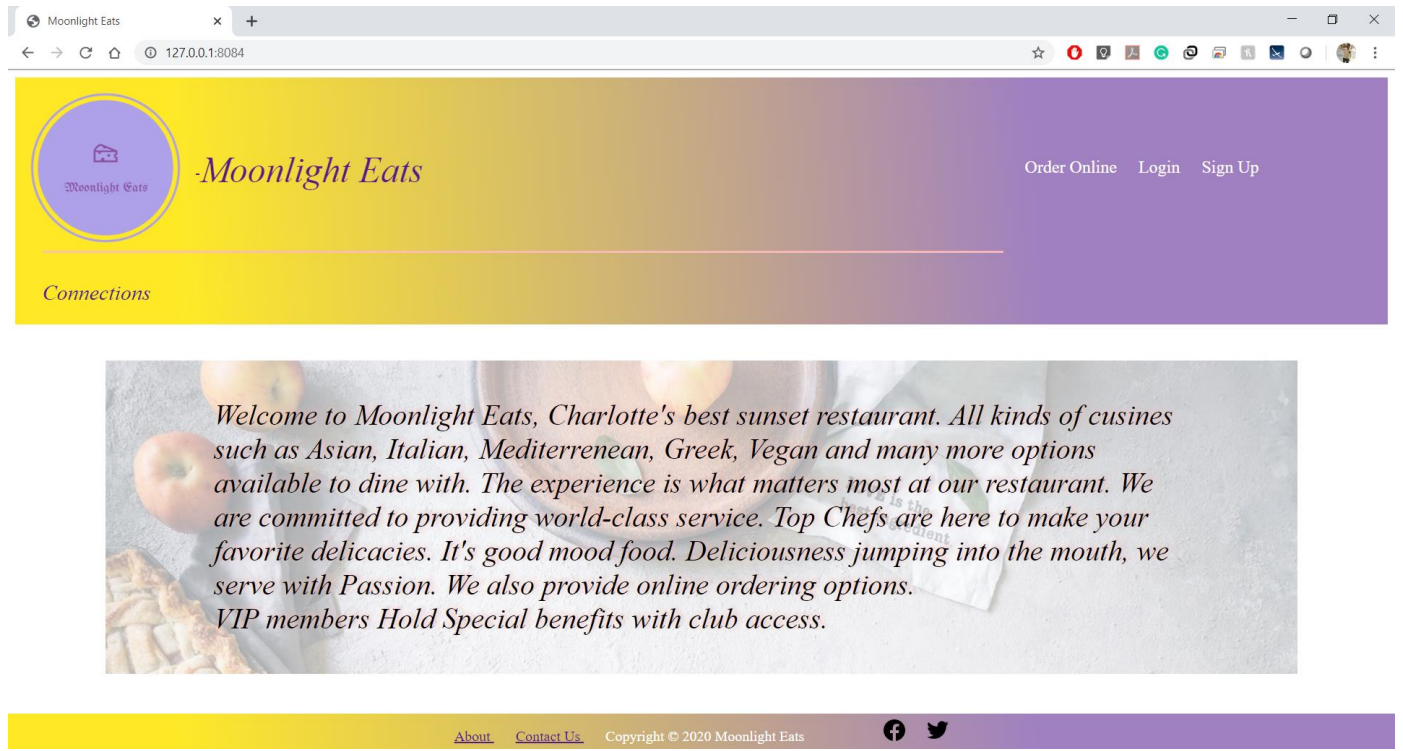 Moonlight Eats
127.0.0.1:8084
Moonlight Eats
-Moonlight Eats
Order Online Login Sign Up
Connections
Welcome to Moonlight Eats, Charlotte's best sunset restaurant. All kinds of cusines
such as Asian, Italian, Mediterrenean, Greek, Vegan and many more options
available to dine with. The experience is what matters most at our restaurant. We
are committed to providing world-class service. Top Chefs are here to make your
favorite delicacies. It's good mood food. Deliciousness jumping into the mouth, we
serve with Passion. We also provide online ordering options.
VIP members Hold Special benefits with club access.
is the
About Contact Us Copyright © 2020 Moonlight Eats